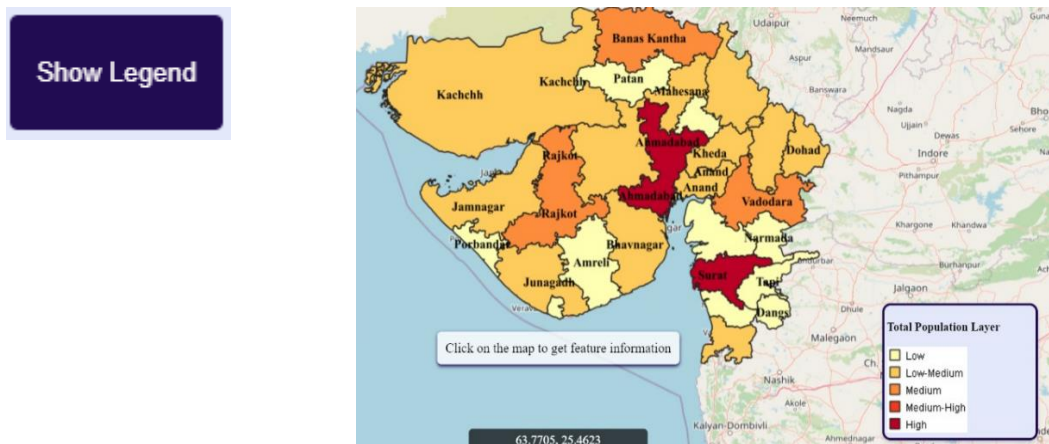 Show Legend
Udaipur
Neemuch
Banas Kantha
Mandsaur
Aspur
Patan
Kachchh
Kachchh
Mahesana
Banswara
Nagda
Ujjain
Dewas
Sehore
Ahmadabad
Kheda
Dohad
Indore
Rajkot
Anand
Pithampur
Anand
Ahmadabad
Vadodara
Jamnagar
Rajkot
Khargone
Khandwa
Porbandar
Narmada
Bhavnagar
Amreli
Burhanpur
Surat
Tapi
Junagadh
Jalgaon
Dangs
Dhule
Total Population Layer
Malegaon
Click on the map to get feature information
Low
Low-Medium
Medium
Nashik
Medium-High
Akole
High
Kalyan-Dombivli
Ahmednagar
63.7705, 25.4623